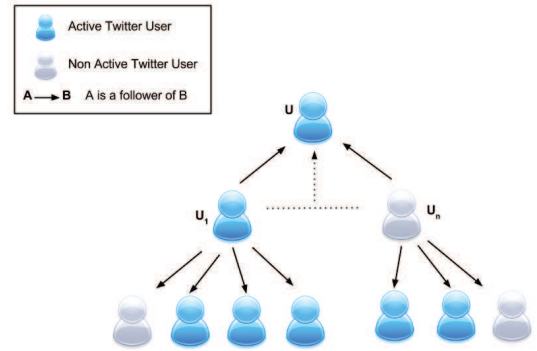 Active Twitter User
Non Active Twitter User
A B A is a follower of B
U
U1
Un